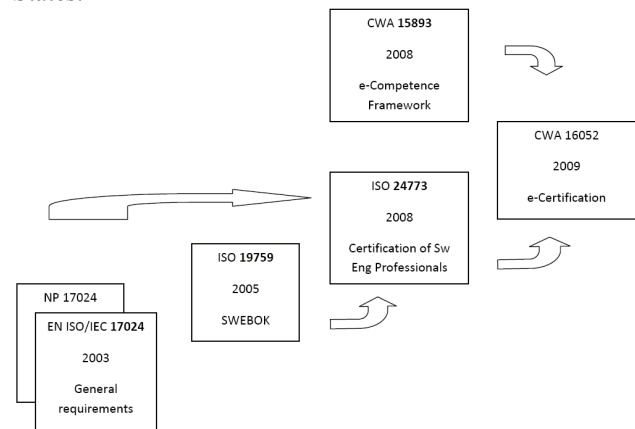 CWA 15893
2008
e-Competence
Framework
CWA 16052
2009
e-Certification
ISO 24773
2008
Certification of Sw
Eng Professionals
ISO 19759
2005
SWEBOK
NP 17024
EN ISO/IEC 17024
2003
General
requirements